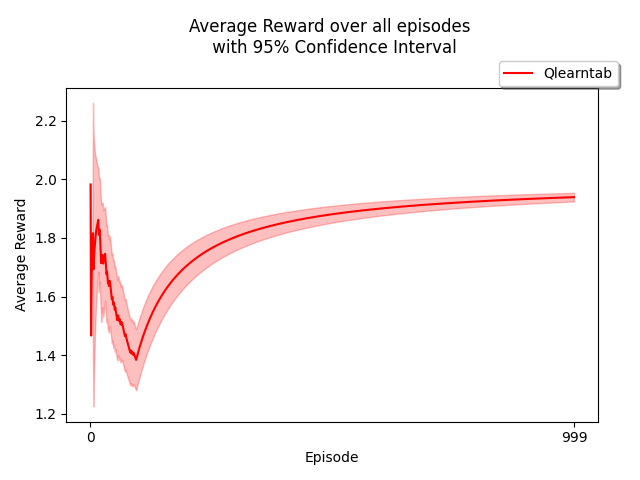 Average Reward over all episodes
with 95% Confidence Interval
Qlearntab
2.2
2.0
1.8
1.6
1.4
1.2
Average Reward
0
999
Episode